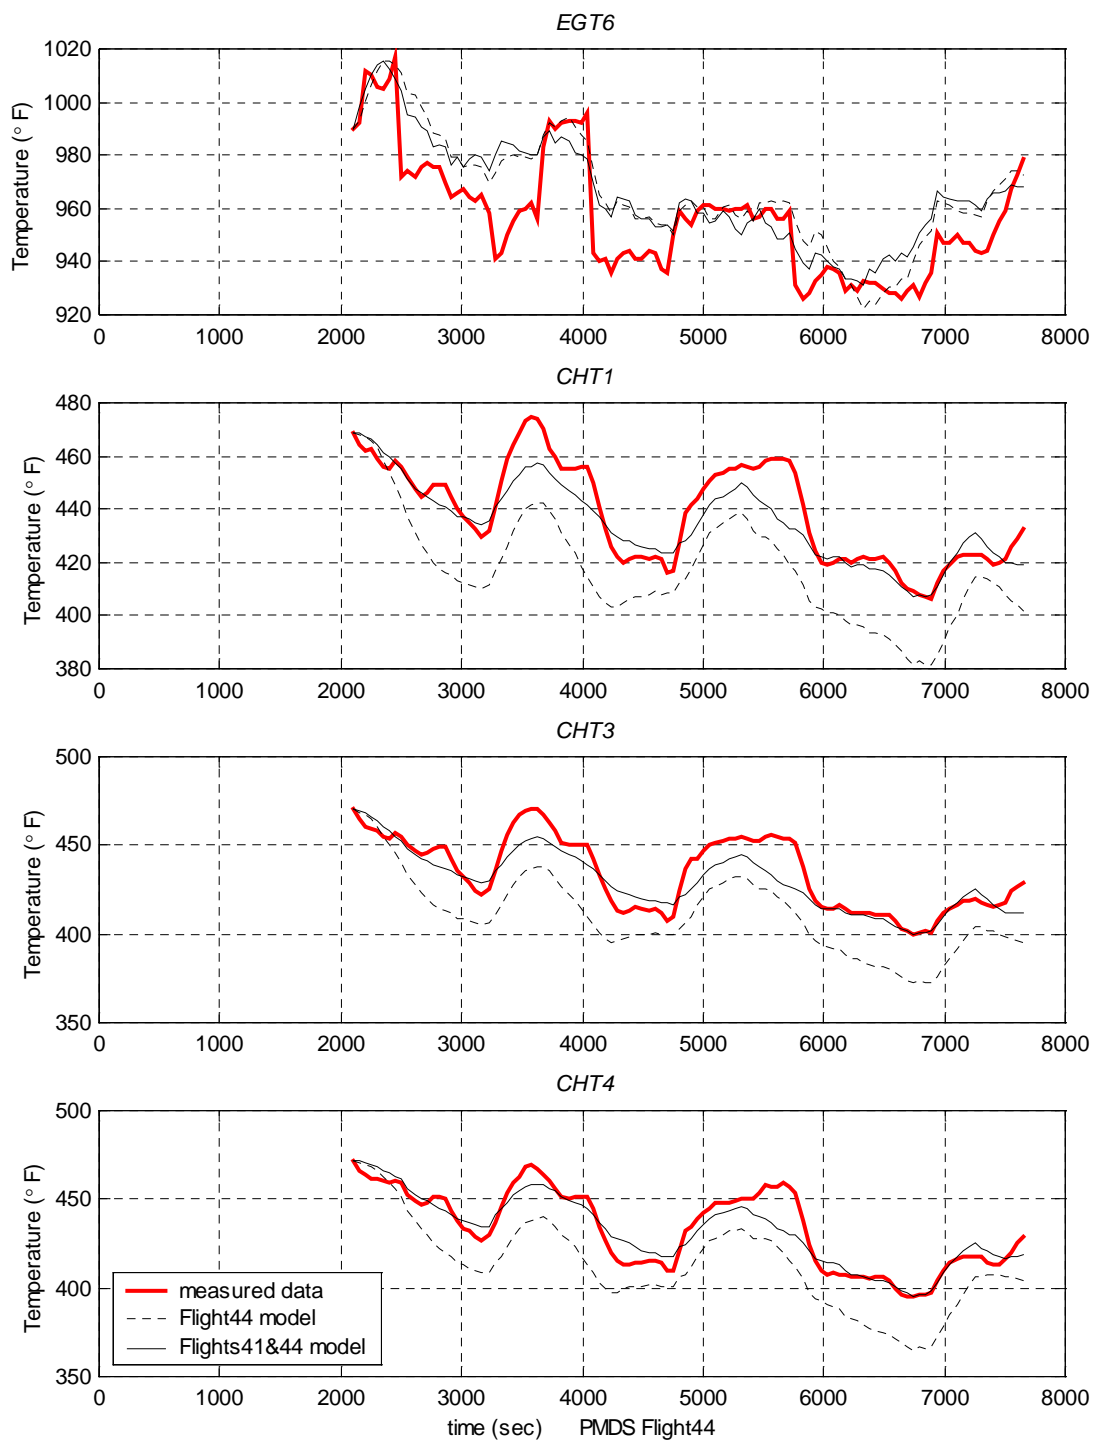 EGT6
1020
1000
980
960
940
920
Temperature (° F)
0 1000 2000 3000 4000 5000 6000 7000 8000
CHT1
480
460
440
420
400
380
Temperature (° F)
0 1000 2000 3000 4000 5000 6000 7000 8000
CHT3
500
450
400
350
Temperature (° F)
0 1000 2000 3000 4000 5000 6000 7000 8000
CHT4
500
450
400
350
Temperature (° F)
measured data
Flight44 model
Flights41&44 model
0 1000 2000 3000 4000 5000 6000 7000 8000
time (sec) PMDS Flight44